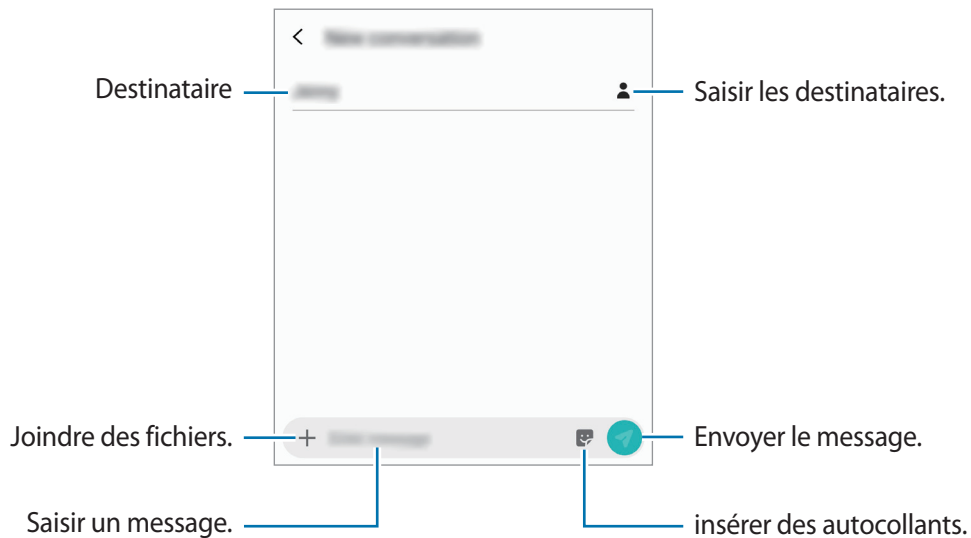 Destinataire
Saisir les destinataires.
Joindre des fichiers.
Envoyer le message.
Saisir un message.
insérer des autocollants.